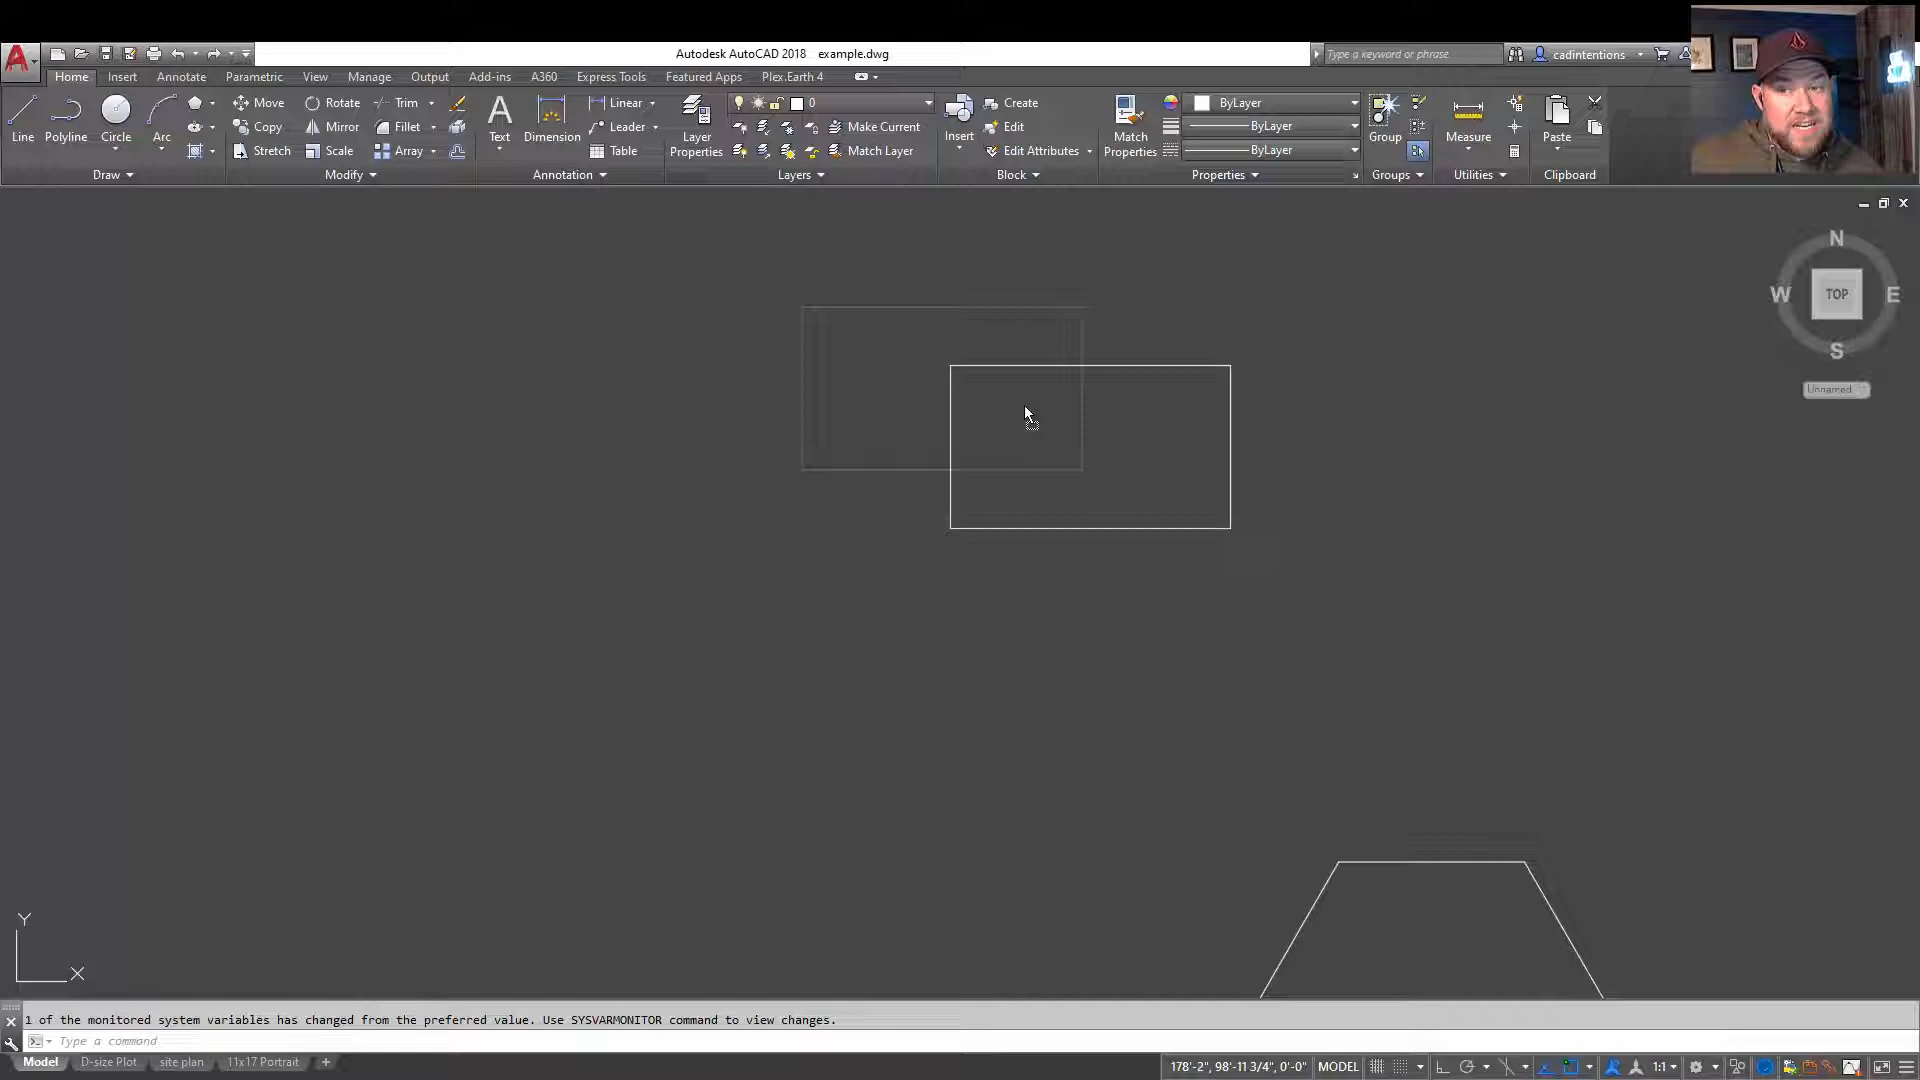 Autodesk AutoCAD 2018 example.dwg
Type a keyword or phrase
cadintentions
Home Insert Annotate Parametric View Manage Output Add-ins A360 Express Tools Featured Apps Plex.Earth 4
Line Polyline Circle Arc
Move Rotate Trim
Copy Mirror Fillet
Stretch Scale Array
Text Dimension
Linear
Leader
Table
Layer Properties
0
Make Current
Match Layer
Insert
Create
Edit
Edit Attributes
Match Properties
ByLayer
ByLayer
ByLayer
Group
Measure
Paste
Draw Modify Annotation Layers Block Properties Groups Utilities Clipboard
N
W TOP E
S
Unnamed
Y
X
1 of the monitored system variables has changed from the preferred value. Use SYSVARMONITOR command to view changes.
Type a command
Model D-size Plot site plan 11x17 Portrait +
178'-2", 98'-11 3/4", 0'-0" MODEL 1:1